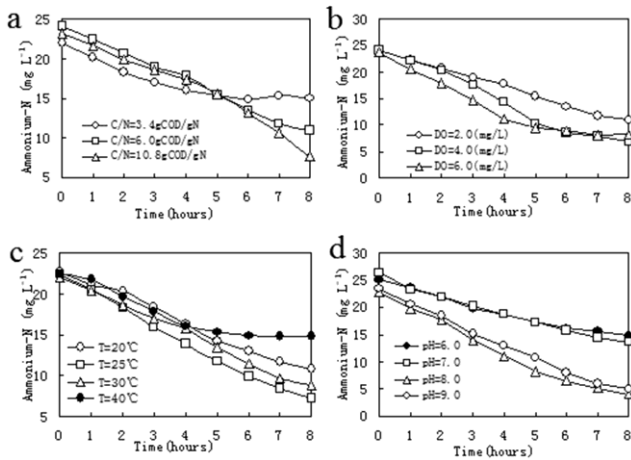 a
Ammonium-N (mg L⁻¹)
25
20
15
10
5
C/N=3.4gCOD/gN
C/N=6.0gCOD/gN
C/N=10.8gCOD/gN
0 1 2 3 4 5 6 7 8
Time(hours)
b
Ammonium-N (mg L⁻¹)
30
25
20
15
10
5
0
DO=2.0(mg/L)
DO=4.0(mg/L)
DO=6.0(mg/L)
0 1 2 3 4 5 6 7 8
Time(hours)
c
Ammonium-N (mg L⁻¹)
25
20
15
10
5
T=20℃
T=25℃
T=30℃
T=40℃
0 1 2 3 4 5 6 7 8
Time(hours)
d
Ammonium-N (mg L⁻¹)
30
25
20
15
10
5
0
pH=6.0
pH=7.0
pH=8.0
pH=9.0
0 1 2 3 4 5 6 7 8
Time(hours)